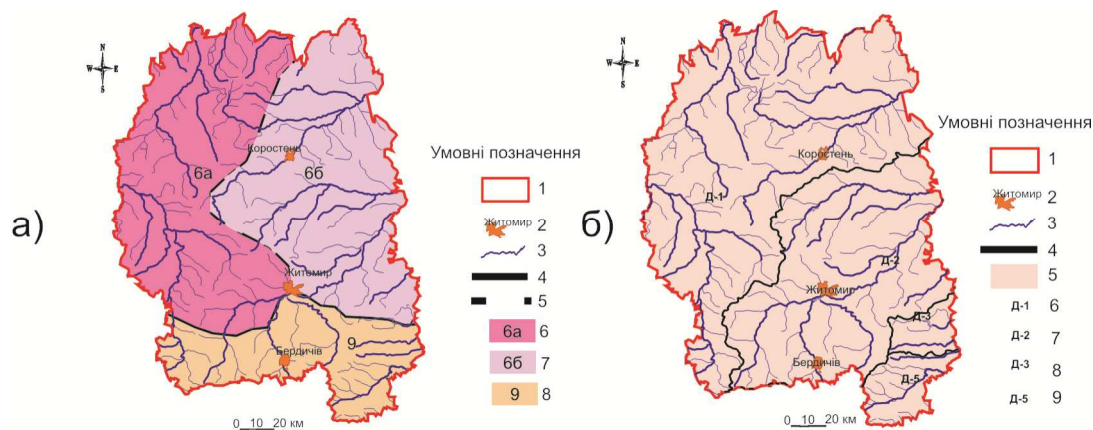 а)
N
W E
S
Коростень
6а
6б
Житомир
Бердичів
9
0 10 20 км
Умовні позначення
1
Житомир 2
3
4
5
6а 6
6б 7
9 8
б)
N
W E
S
Коростень
Д-1
Д-2
Житомир
Д-3
Бердичів
Д-5
0 10 20 км
Умовні позначення
1
Житомир 2
3
4
5
Д-1 6
Д-2 7
Д-3 8
Д-5 9